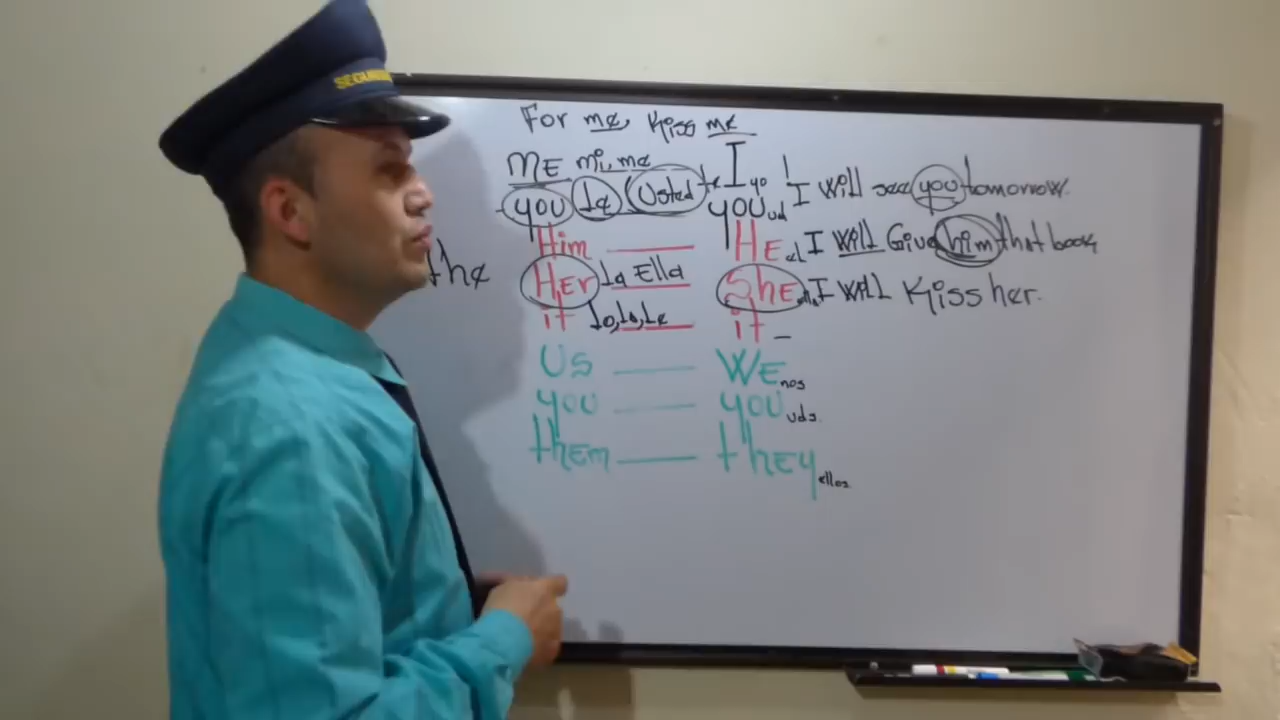 For me, Kiss me
ME mi, me I yo
you le (Usted te you ud I will see you tomorrow.
Him HE el I will Give him that book
the Her la Ella She I will Kiss her.
it lo, la, le it
US WE nos
you you uds.
them they ellos